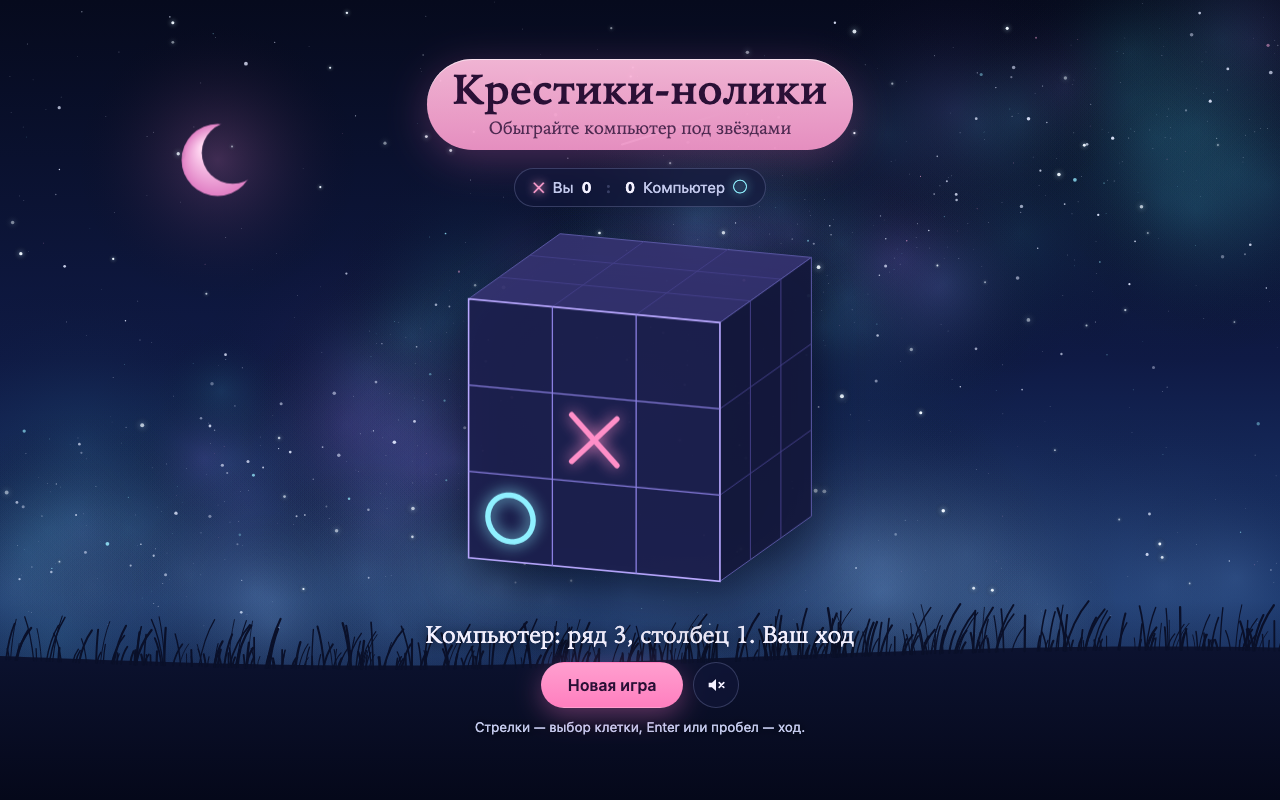 Крестики-нолики
Обыграйте компьютер под звёздами
Вы 0 : 0 Компьютер
Компьютер: ряд 3, столбец 1. Ваш ход
Новая игра
Стрелки — выбор клетки, Enter или пробел — ход.